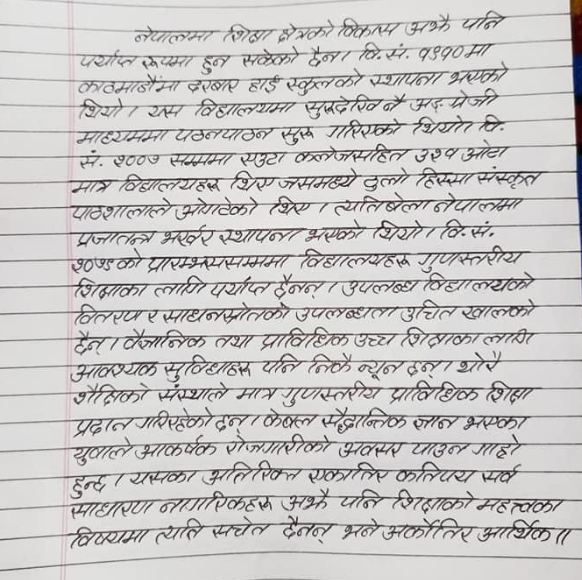 नेपालमा शिक्षा क्षेत्रको विकास अझै पनि
पर्याप्त रूपमा हुन सकेको छैन। वि.सं. १९१० मा
काठमाडौंमा दरबार हाई स्कुलको स्थापना भएको
थियो। यस विद्यालयमा सुरुदेखि नै अङ्ग्रेजी
माध्यममा पठनपाठन सुरु गरिएको थियो। वि.
सं. २००७ सम्ममा एउटा कलेजसहित ३२१ ओटा
मात्र विद्यालयहरू थिए जसमध्ये ठुलो हिस्सा संस्कृत
पाठशालाले ओगटेको थिए। त्यतिबेला नेपालमा
प्रजातन्त्र भर्खर स्थापना भएको थियो। वि.सं.
२०७८ को प्रारम्भसम्ममा विद्यालयहरू गुणस्तरीय
शिक्षाका लागि पर्याप्त छैनन्। उपलब्ध विद्यालयको
वितरण र साधनस्रोतको उपलब्धता उचित खालको
छैन। वैज्ञानिक तथा प्राविधिक उच्च शिक्षाका लागि
आवश्यक सुविधाहरू पनि निकै न्यून छन्। थोरै
शैक्षिको संस्थाले मात्र गुणस्तरीय प्राविधिक शिक्षा
प्रदान गरिरहेको छन्। केबल सैद्धान्तिक ज्ञान भएका
युवाले आकर्षक रोजगारीको अवसर पाउन गाह्रो
हुन्छ। यसका अतिरिक्त एकातिर कतिपय सर्व
साधारण नागरिकहरू अझै पनि शिक्षाको महत्त्वका
विषयमा त्यति सचेत छैनन् भने अर्कोतिर आर्थिक॥